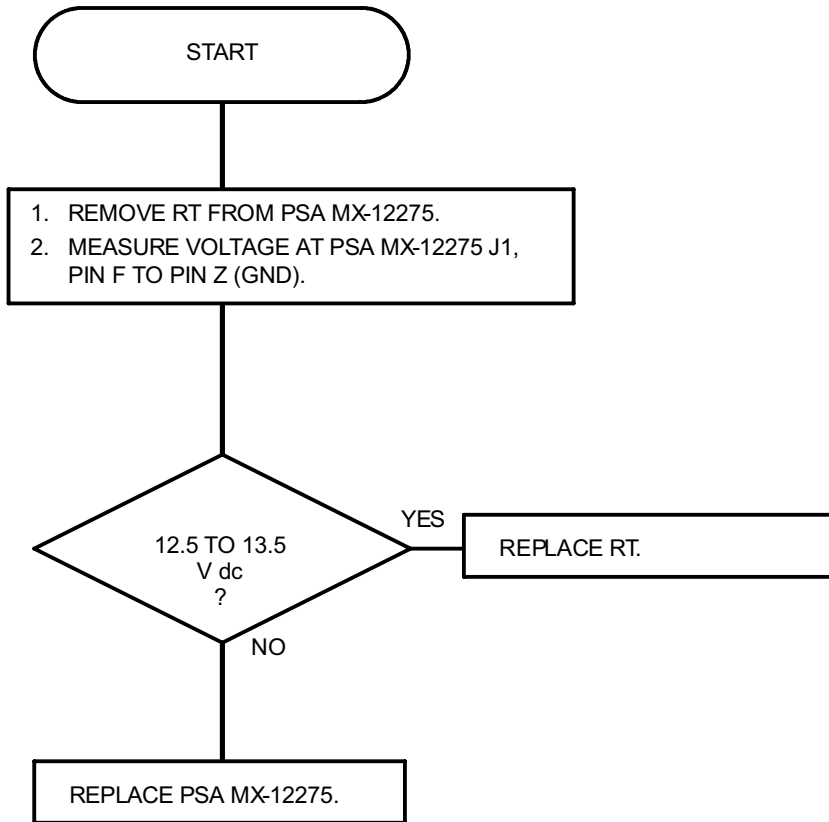 START
1. REMOVE RT FROM PSA MX-12275.
2. MEASURE VOLTAGE AT PSA MX-12275 J1,
PIN F TO PIN Z (GND).
12.5 TO 13.5
V dc
?
YES
REPLACE RT.
NO
REPLACE PSA MX-12275.